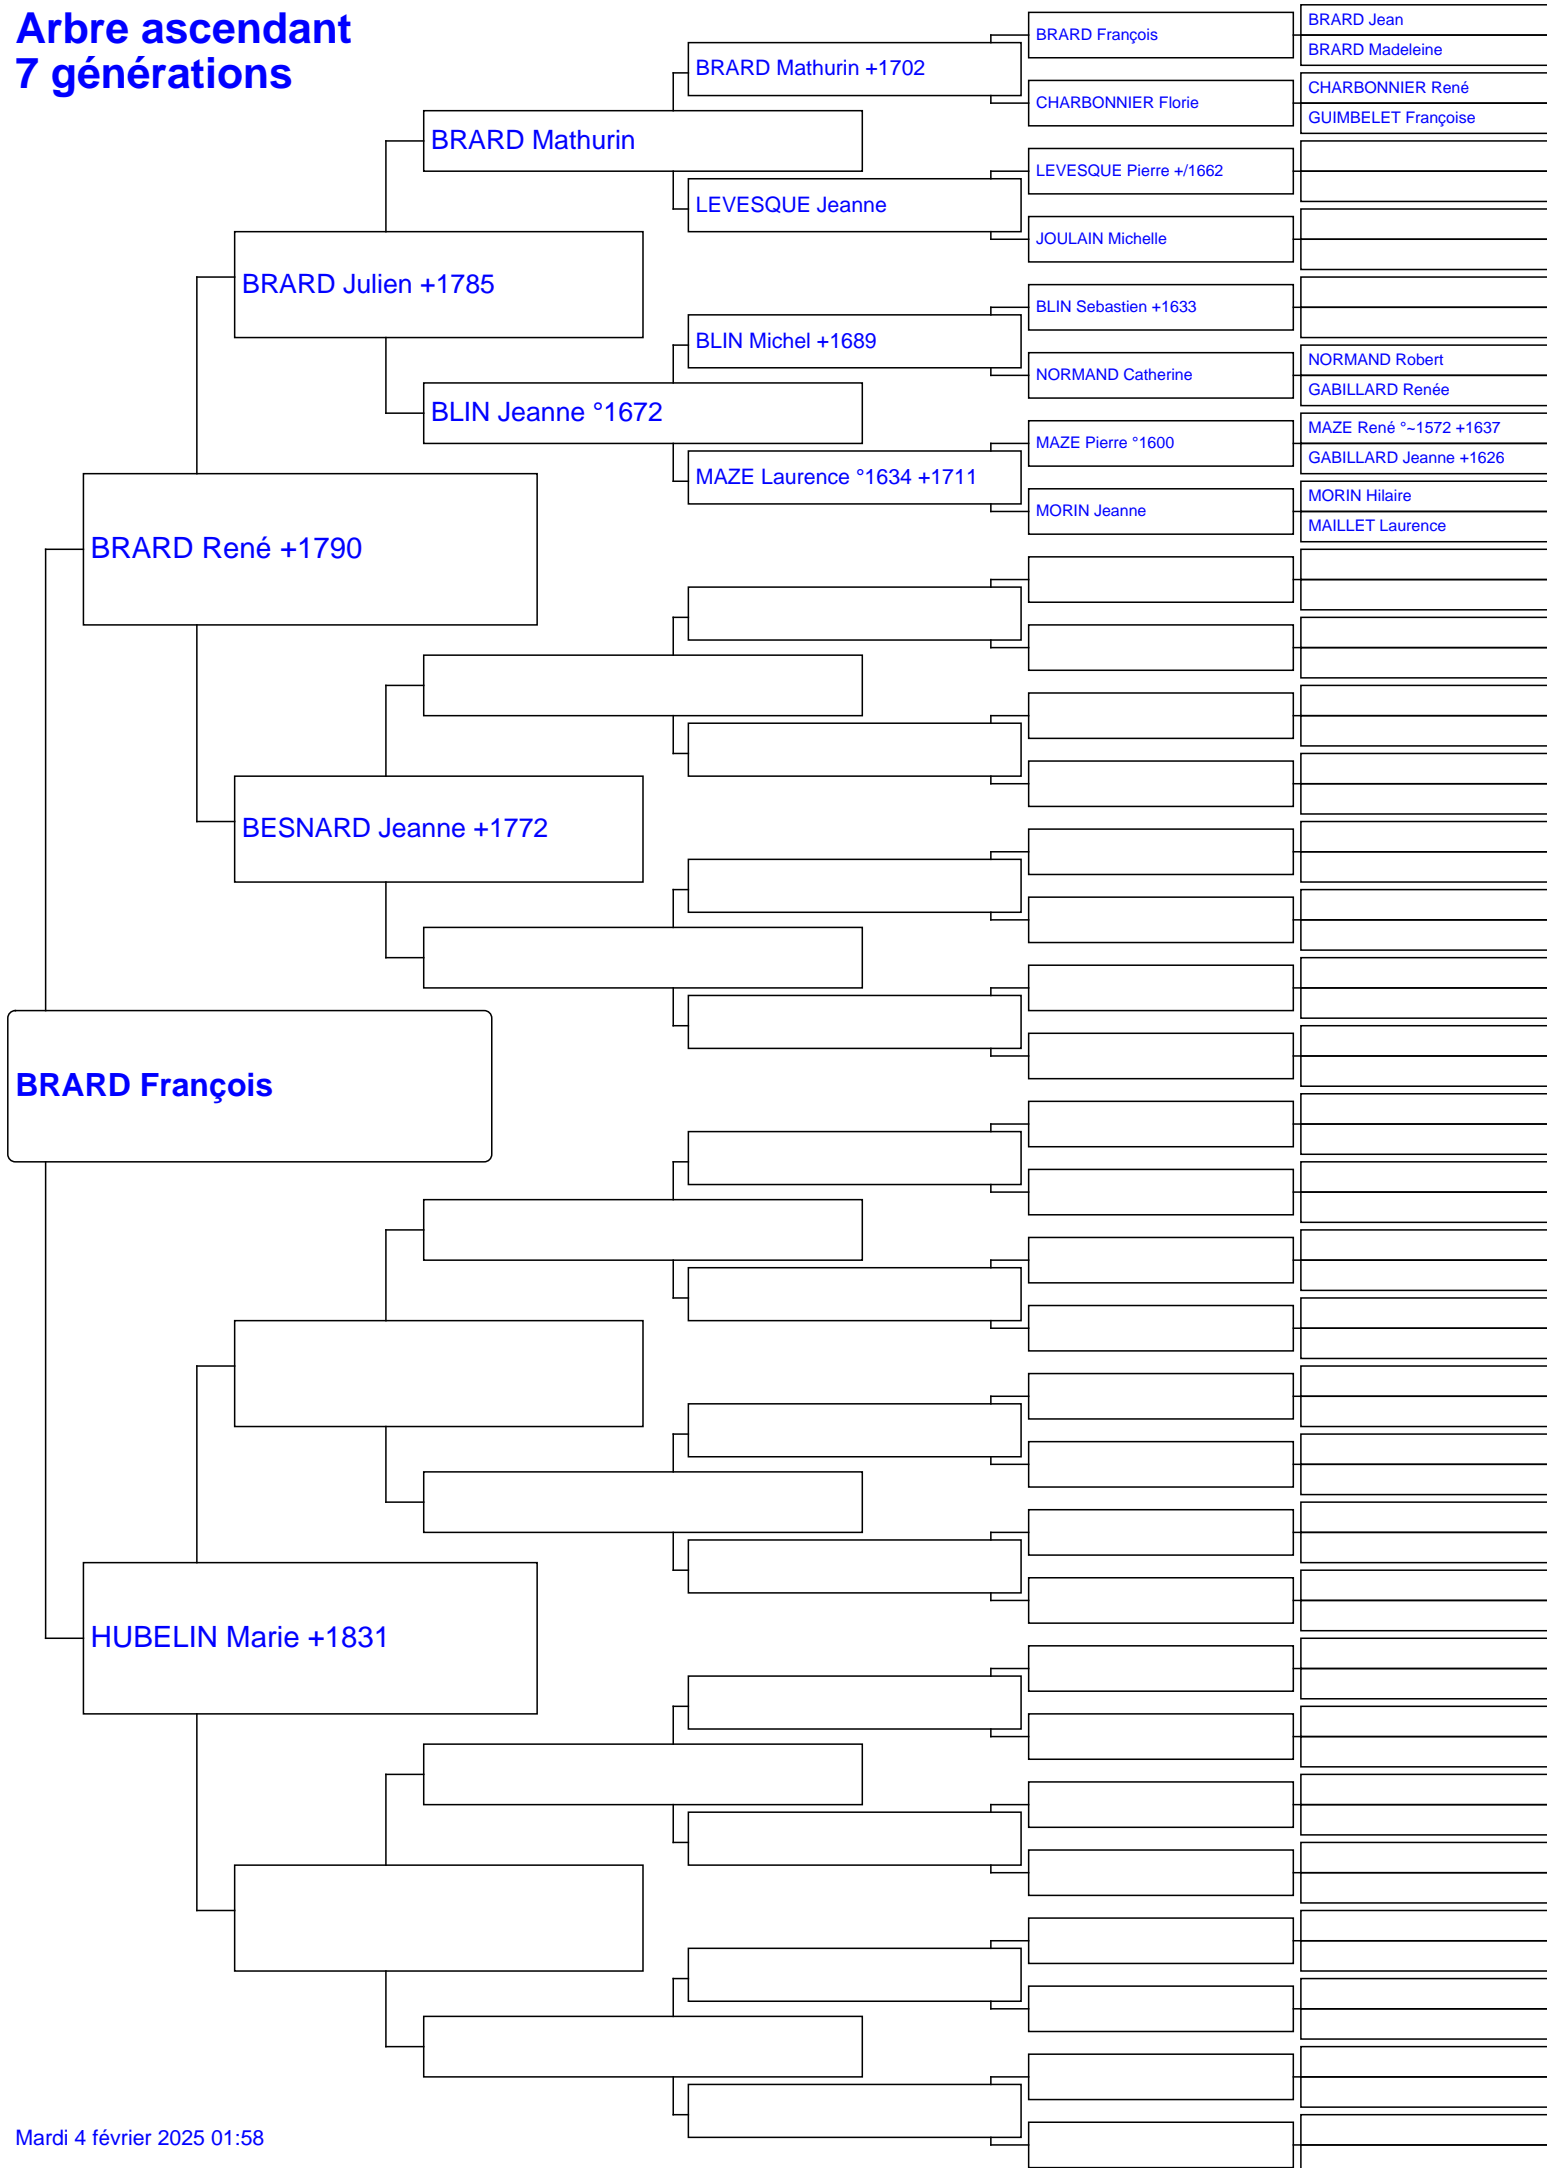 Arbre ascendant
7 générations
BRARD François
BRARD René +1790
HUBELIN Marie +1831
BRARD Julien +1785
BESNARD Jeanne +1772
BRARD Mathurin
BLIN Jeanne °1672
BRARD Mathurin +1702
LEVESQUE Jeanne
BLIN Michel +1689
MAZE Laurence °1634 +1711
BRARD François
CHARBONNIER Florie
LEVESQUE Pierre +/1662
JOULAIN Michelle
BLIN Sebastien +1633
NORMAND Catherine
MAZE Pierre °1600
MORIN Jeanne
BRARD Jean
BRARD Madeleine
CHARBONNIER René
GUIMBELET Françoise
NORMAND Robert
GABILLARD Renée
MAZE René °~1572 +1637
GABILLARD Jeanne +1626
MORIN Hilaire
MAILLET Laurence
Mardi 4 février 2025 01:58